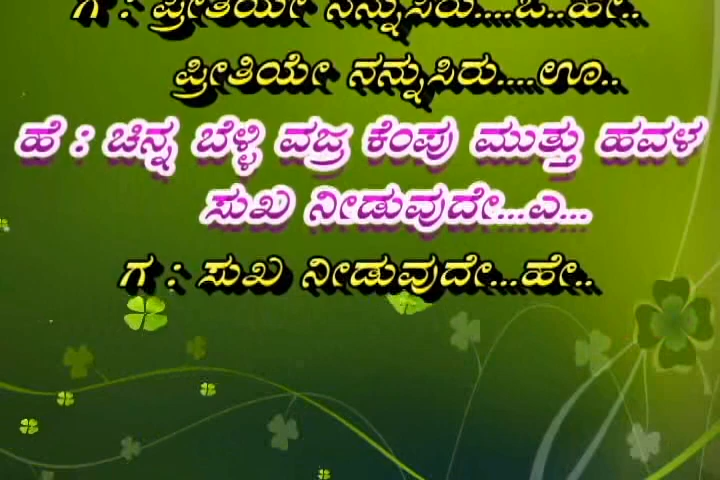 ಗ : ಪ್ರೀತಿಯೇ ನನ್ನುಸಿರು....ಓ..ಹೇ..
ಪ್ರೀತಿಯೇ ನನ್ನುಸಿರು....ಊ..
ಹೆ : ಚಿನ್ನ ಬೆಳ್ಳಿ ವಜ್ರ ಕೆಂಪು ಮುತ್ತು ಹವಳ
ಸುಖ ನೀಡುವುದೇ...ಎ...
ಗ : ಸುಖ ನೀಡುವುದೇ...ಹೇ..